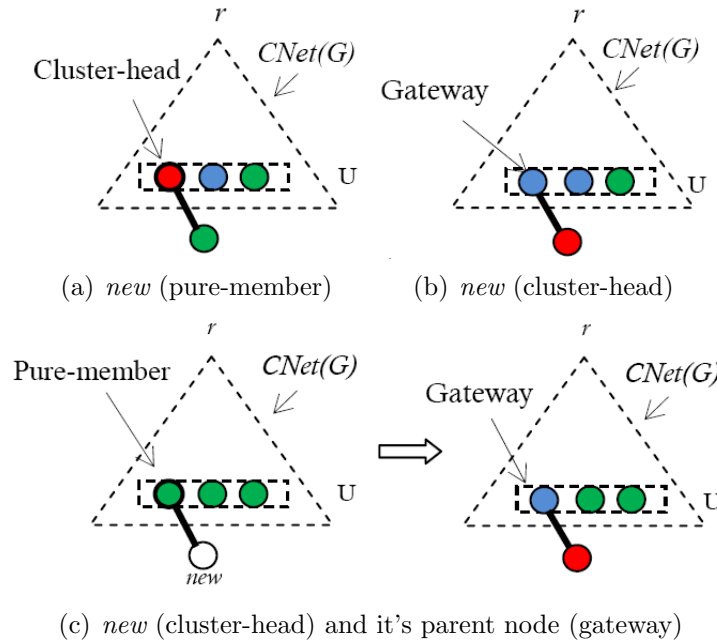 r
CNet(G)
Cluster-head
U
(a) new (pure-member)
r
CNet(G)
Gateway
U
(b) new (cluster-head)
r
CNet(G)
Pure-member
U
new
r
CNet(G)
Gateway
U
(c) new (cluster-head) and it's parent node (gateway)